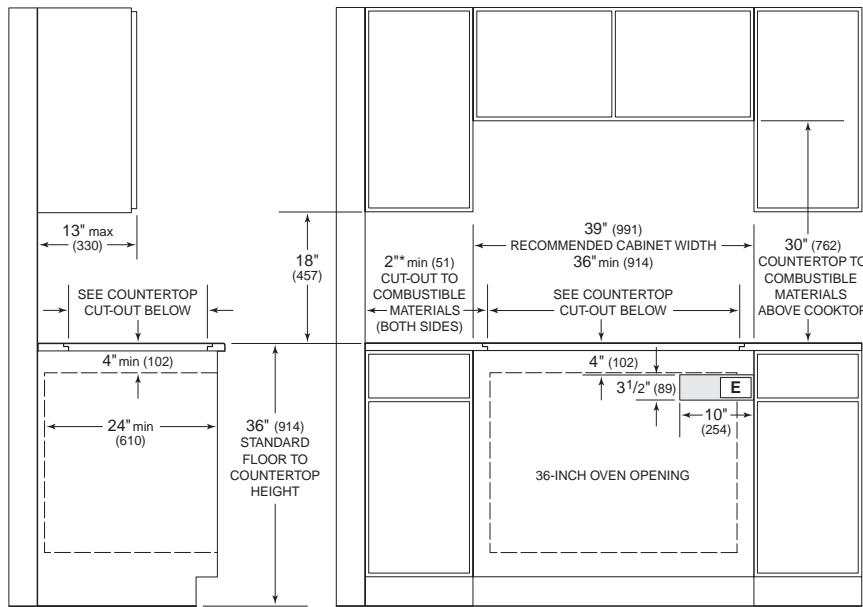 13" max
(330)
18"
(457)
2"* min (51)
CUT-OUT TO
COMBUSTIBLE
MATERIALS
(BOTH SIDES)
39" (991)
RECOMMENDED CABINET WIDTH
36" min (914)
30" (762)
COUNTERTOP TO
COMBUSTIBLE
MATERIALS
ABOVE COOKTOP
SEE COUNTERTOP
CUT-OUT BELOW
SEE COUNTERTOP
CUT-OUT BELOW
4" min (102)
24" min
(610)
36" (914)
STANDARD
FLOOR TO
COUNTERTOP
HEIGHT
4" (102)
3 1/2" (89)
E
10"
(254)
36-INCH OVEN OPENING